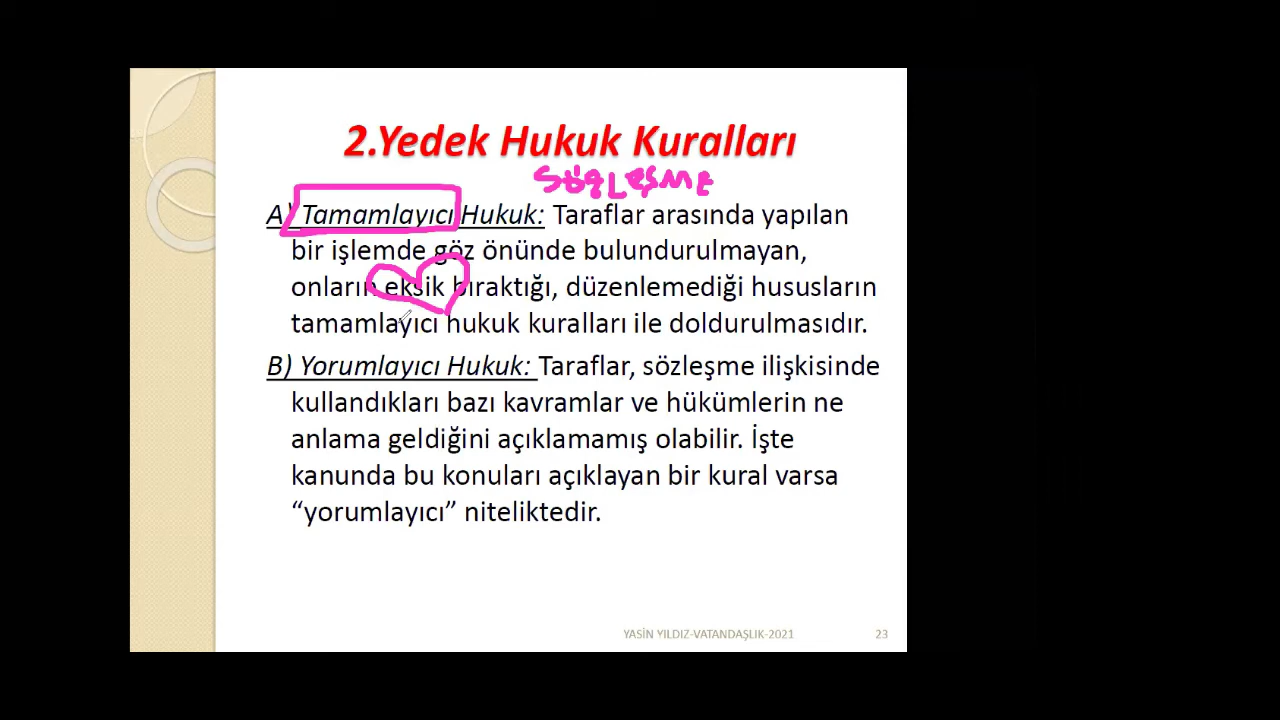 2.Yedek Hukuk Kuralları
SÖZLEŞME
A) Tamamlayıcı Hukuk: Taraflar arasında yapılan
bir işlemde göz önünde bulundurulmayan,
onların eksik bıraktığı, düzenlemediği hususların
tamamlayıcı hukuk kuralları ile doldurulmasıdır.
B) Yorumlayıcı Hukuk: Taraflar, sözleşme ilişkisinde
kullandıkları bazı kavramlar ve hükümlerin ne
anlama geldiğini açıklamamış olabilir. İşte
kanunda bu konuları açıklayan bir kural varsa
“yorumlayıcı” niteliktedir.
YASİN YILDIZ-VATANDAŞLIK-2021 23